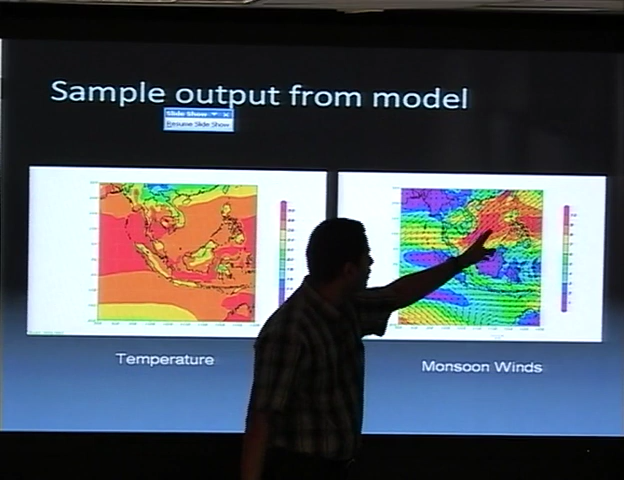 Sample output from model
Slide Show
Resume Slide Show
Temperature
Monsoon Winds